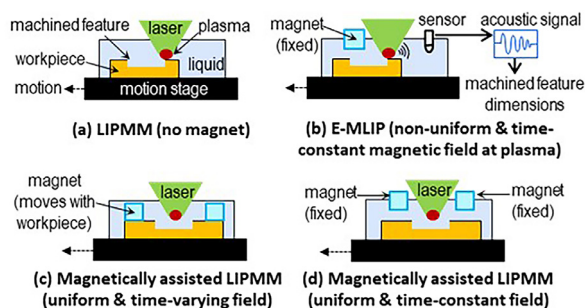 machined feature
laser
plasma
workpiece
liquid
motion
motion stage
(a) LIPMM (no magnet)
magnet
(fixed)
laser
sensor
acoustic signal
machined feature
dimensions
(b) E-MLIP (non-uniform & time-
constant magnetic field at plasma)
magnet
(moves with
workpiece)
laser
(c) Magnetically assisted LIPMM
(uniform & time-varying field)
magnet
(fixed)
laser
magnet
(fixed)
(d) Magnetically assisted LIPMM
(uniform & time-constant field)